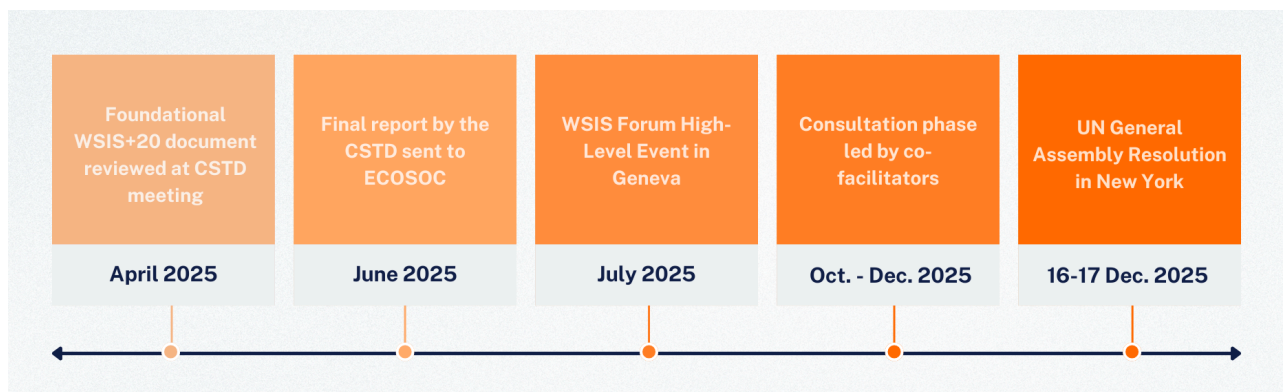 Foundational
WSIS+20 document
reviewed at CSTD
meeting
April 2025
Final report by the
CSTD sent to
ECOSOC
June 2025
WSIS Forum High-
Level Event in
Geneva
July 2025
Consultation phase
led by co-
facilitators
Oct. - Dec. 2025
UN General
Assembly Resolution
in New York
16-17 Dec. 2025